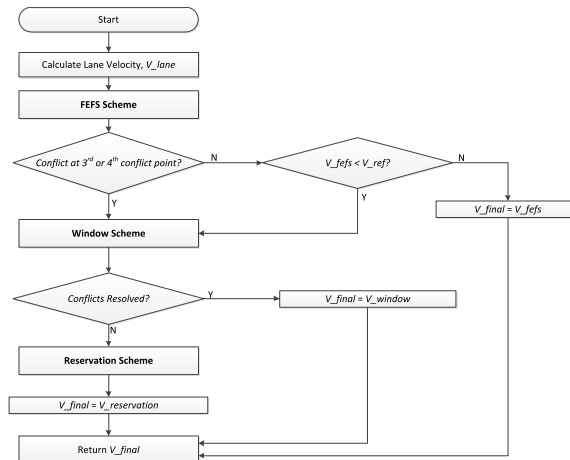 Start
Calculate Lane Velocity, V_lane
FEFS Scheme
Conflict at 3rd or 4th conflict point?
N
V_fefs < V_ref?
N
Y
Y
V_final = V_fefs
Window Scheme
Conflicts Resolved?
Y
V_final = V_window
N
Reservation Scheme
V_final = V_reservation
Return V_final